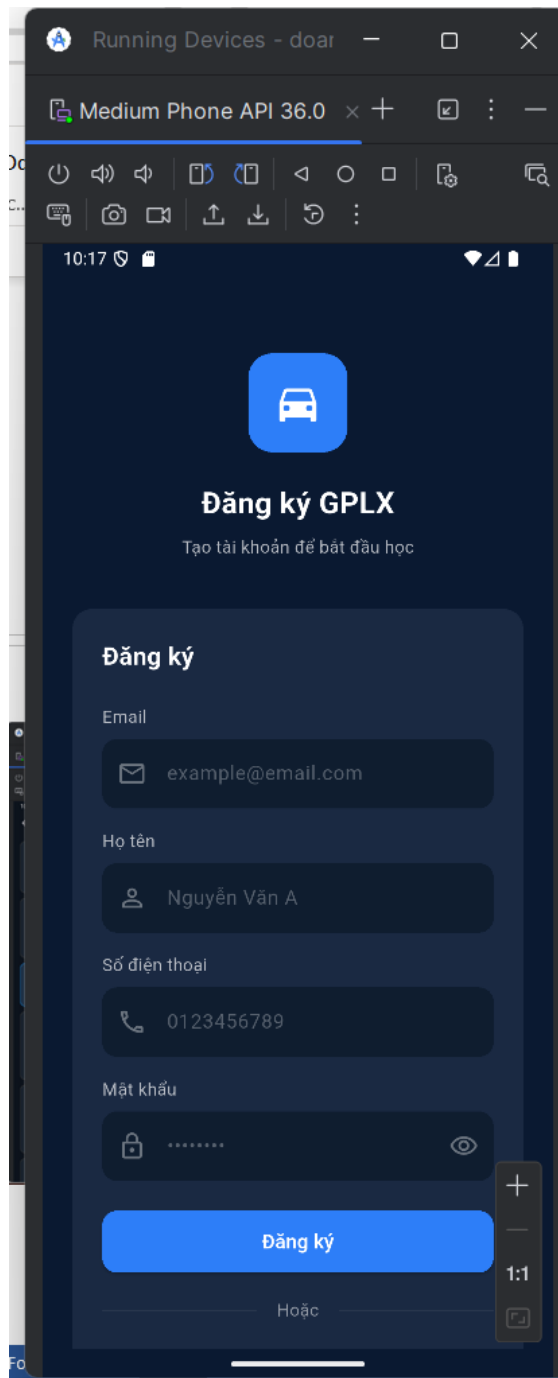 Running Devices - doar
Medium Phone API 36.0
10:17
Đăng ký GPLX
Tạo tài khoản để bắt đầu học
Đăng ký
Email
example@email.com
Họ tên
Nguyễn Văn A
Số điện thoại
0123456789
Mật khẩu
Đăng ký
1:1
Hoặc
Fo